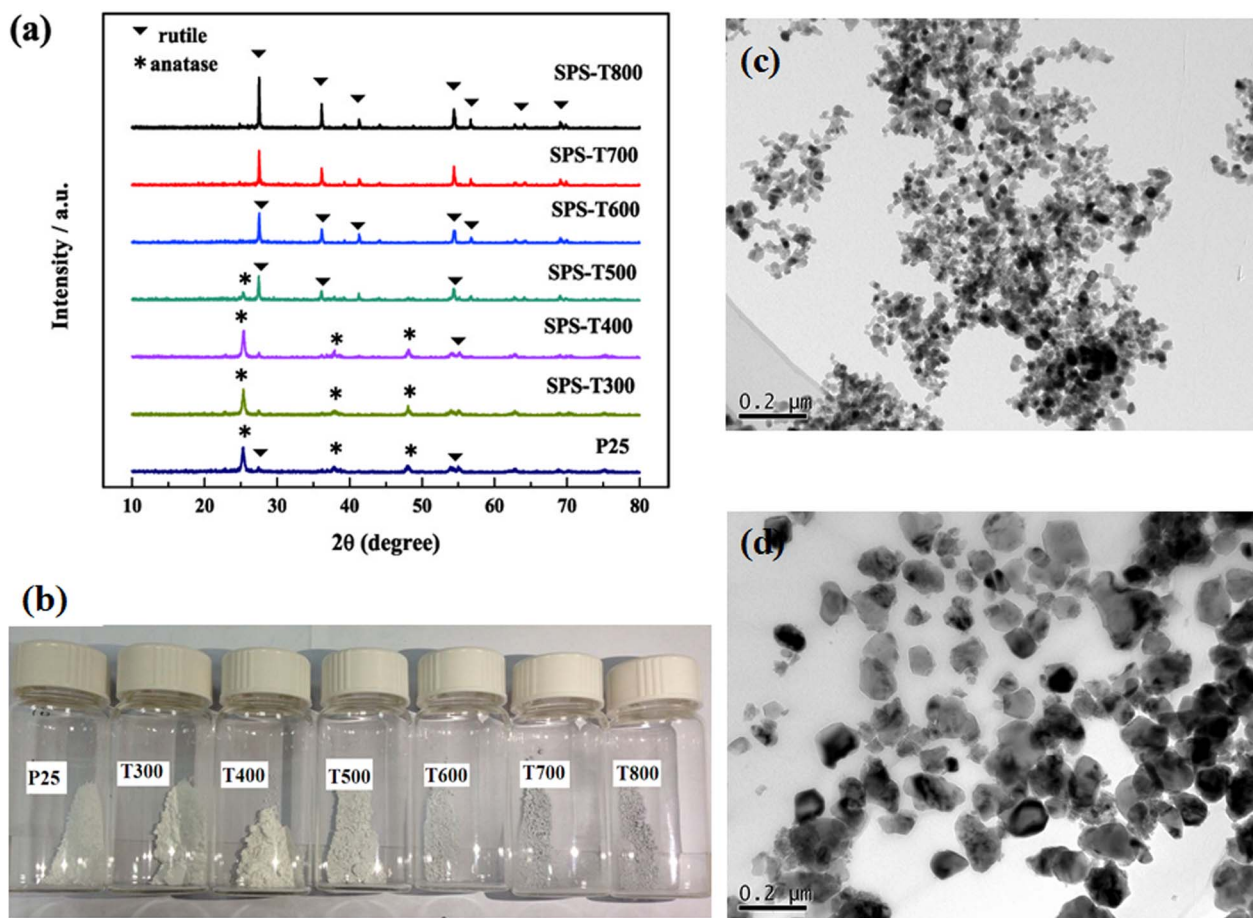 (a)
▼ rutile
* anatase
SPS-T800
SPS-T700
SPS-T600
SPS-T500
SPS-T400
SPS-T300
P25
Intensity / a.u.
10 20 30 40 50 60 70 80
2θ (degree)
(b)
P25 T300 T400 T500 T600 T700 T800
(c)
0.2 μm
(d)
0.2 μm